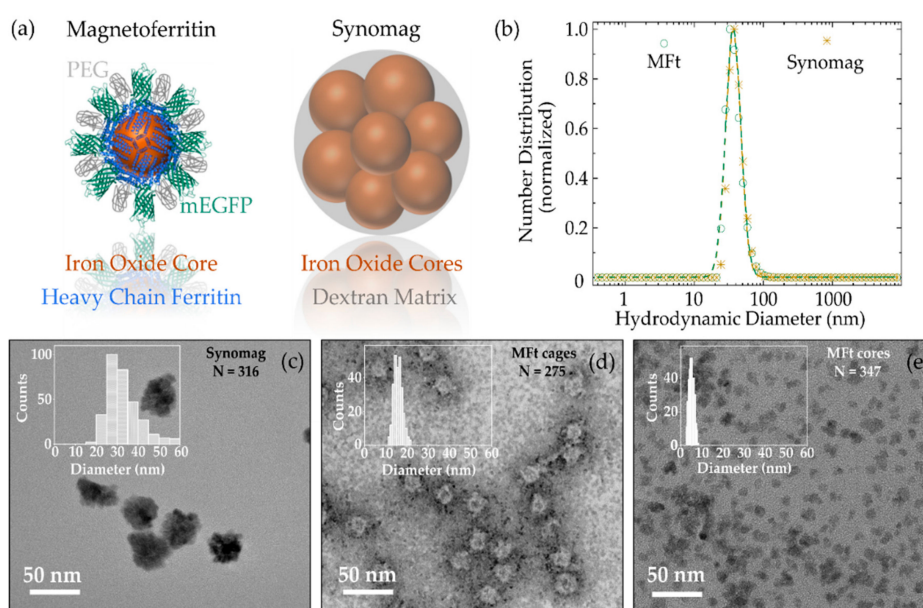 (a)
Magnetoferritin
Synomag
PEG
mEGFP
Iron Oxide Core
Heavy Chain Ferritin
Iron Oxide Cores
Dextran Matrix
(b)
Number Distribution
(normalized)
1.0
0.8
0.6
0.4
0.2
0
MFt
Synomag
1
10
100
1000
Hydrodynamic Diameter (nm)
Synomag
N = 316
(c)
Counts
100
50
0
0 10 20 30 40 50 60
Diameter (nm)
50 nm
MFt cages
N = 275
(d)
Counts
40
20
0
0 10 20 30 40 50 60
Diameter (nm)
50 nm
MFt cores
N = 347
(e)
Counts
40
20
0
0 10 20 30 40 50 60
Diameter (nm)
50 nm